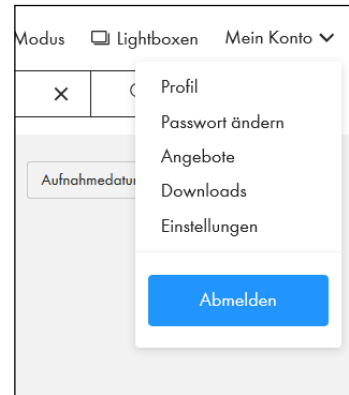 Modus Lightboxen Mein Konto
Profil
Passwort ändern
Aufnahmedatu
Angebote
Downloads
Einstellungen
Abmelden